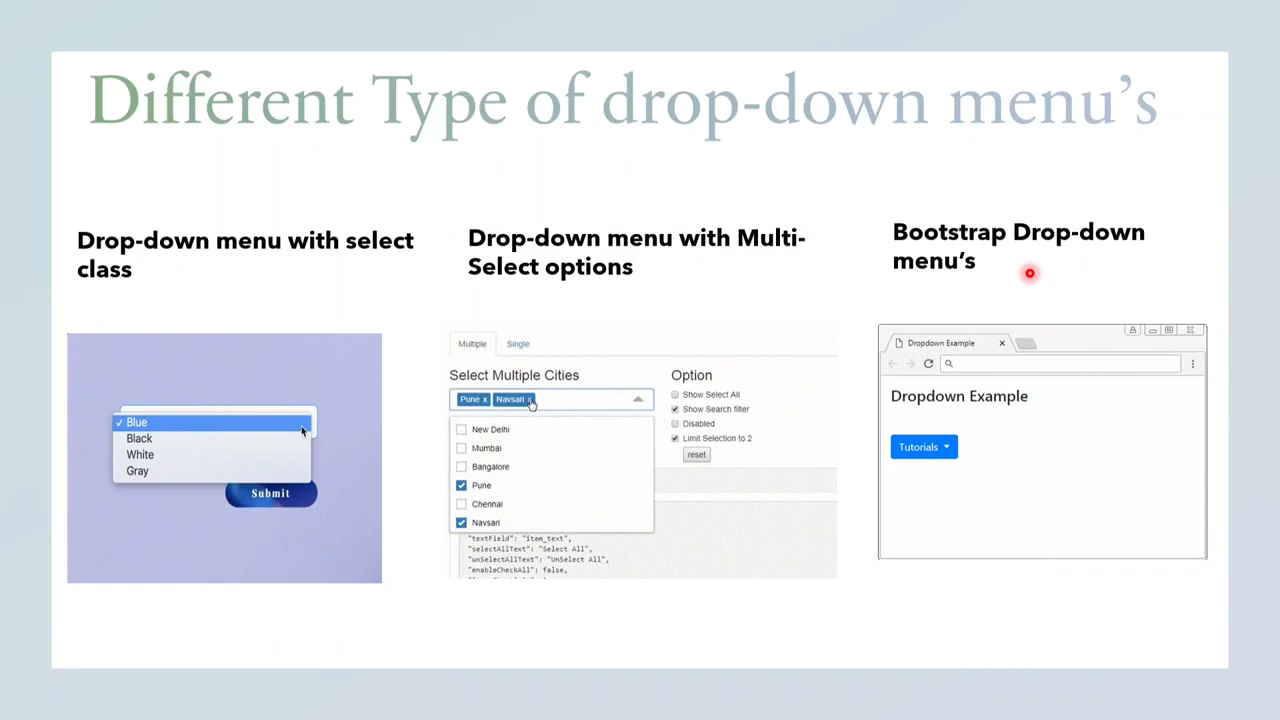 Different Type of drop-down menu's
Drop-down menu with select
class
Drop-down menu with Multi-
Select options
Bootstrap Drop-down
menu's
✓ Blue
Black
White
Gray
Submit
Multiple Single
Select Multiple Cities
Pune x Navsari x
New Delhi
Mumbai
Bangalore
Pune
Chennai
Navsari
"textField": "item_text",
"selectAllText": "Select All",
"unSelectAllText": "UnSelect All",
"enableCheckAll": false,
Option
Show Select All
Show Search filter
Disabled
Limit Selection to 2
reset
Dropdown Example
Dropdown Example
Tutorials